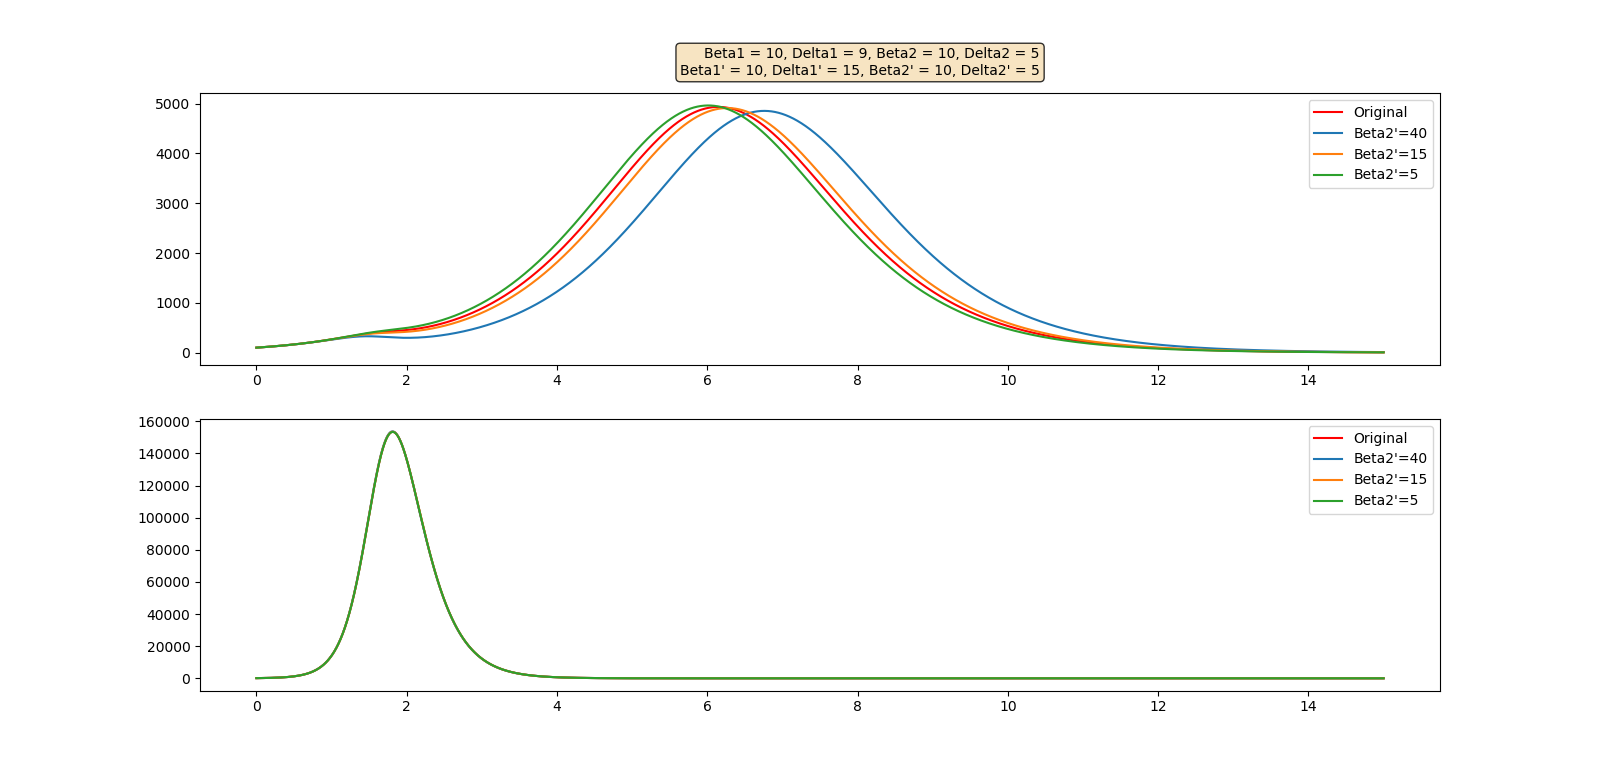 Beta1 = 10, Delta1 = 9, Beta2 = 10, Delta2 = 5
Beta1' = 10, Delta1' = 15, Beta2' = 10, Delta2' = 5
5000
4000
3000
2000
1000
0
Original
Beta2'=40
Beta2'=15
Beta2'=5
0 2 4 6 8 10 12 14
160000
140000
120000
100000
80000
60000
40000
20000
0
Original
Beta2'=40
Beta2'=15
Beta2'=5
0 2 4 6 8 10 12 14